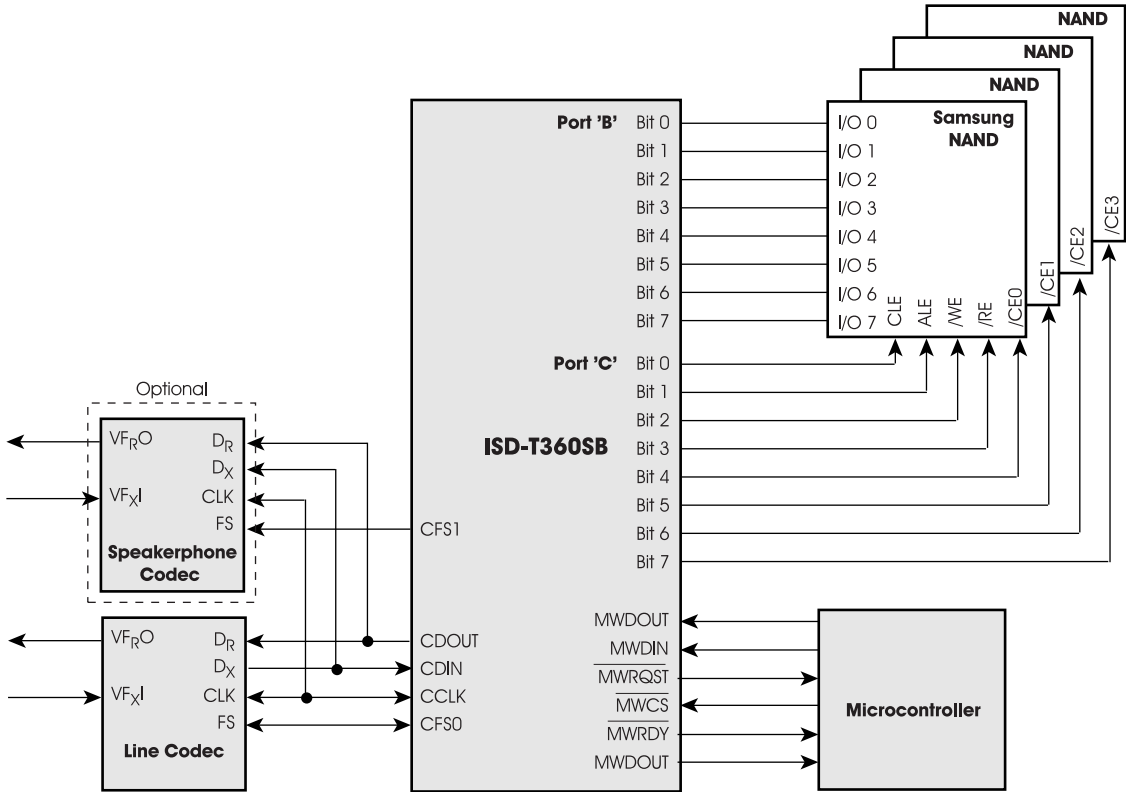 NAND
NAND
NAND
Samsung
NAND
I/O 0
I/O 1
I/O 2
I/O 3
I/O 4
I/O 5
I/O 6
I/O 7
CLE
ALE
/WE
/RE
/CE0
/CE1
/CE2
/CE3
Port 'B'
Bit 0
Bit 1
Bit 2
Bit 3
Bit 4
Bit 5
Bit 6
Bit 7
Port 'C'
Bit 0
Bit 1
Bit 2
Bit 3
Bit 4
Bit 5
Bit 6
Bit 7
ISD-T360SB
CFS1
CDOUT
CDIN
CCLK
CFS0
MWDOUT
MWDIN
MWRQST
MWCS
MWRDY
MWDOUT
Microcontroller
Optional
VFRO
DR
DX
VFXI
CLK
FS
Speakerphone
Codec
VFRO
DR
DX
VFXI
CLK
FS
Line Codec